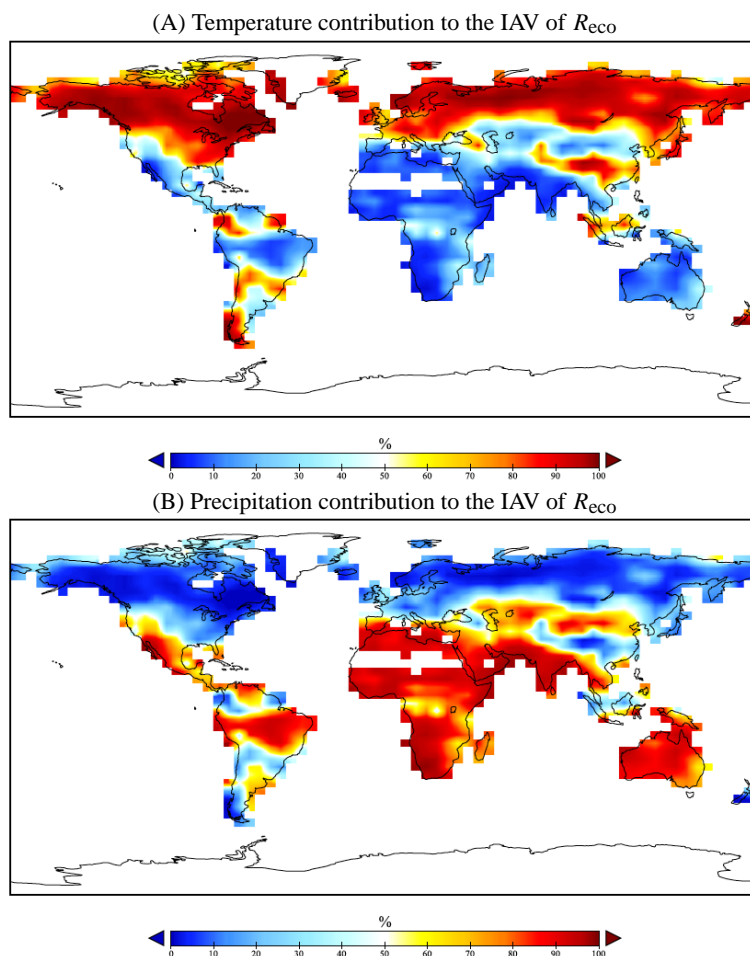 (A) Temperature contribution to the IAV of Reco
%
0 10 20 30 40 50 60 70 80 90 100
(B) Precipitation contribution to the IAV of Reco
%
0 10 20 30 40 50 60 70 80 90 100